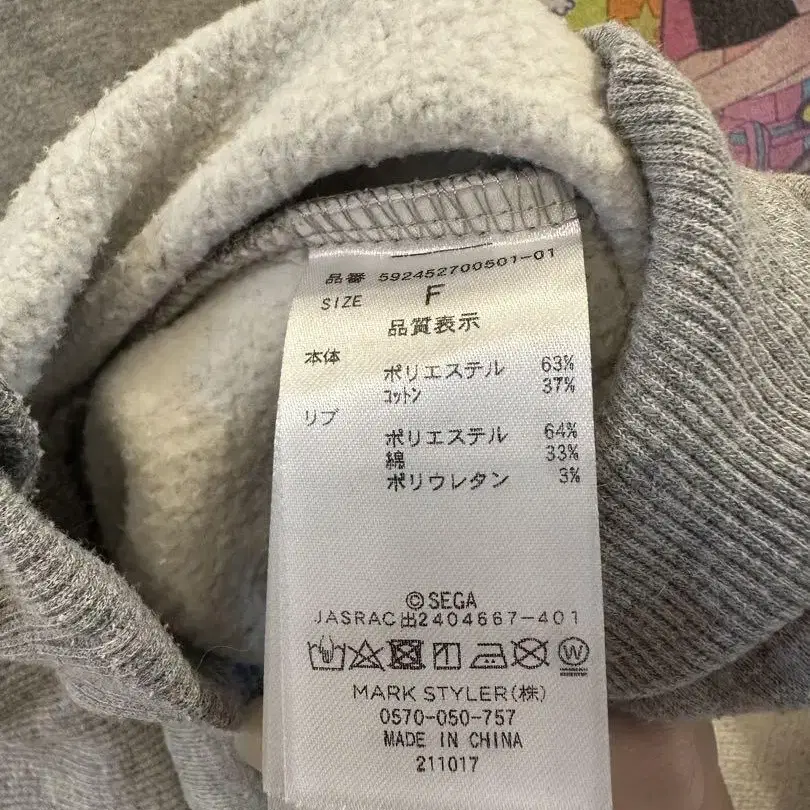 品番 592452700501-01
SIZE F
品質表示
本体 ポリエステル 63%
コットン 37%
リブ ポリエステル 64%
綿 33%
ポリウレタン 3%
©SEGA
JASRAC出2404667-401
W
MARK STYLER(株)
0570-050-757
MADE IN CHINA
211017